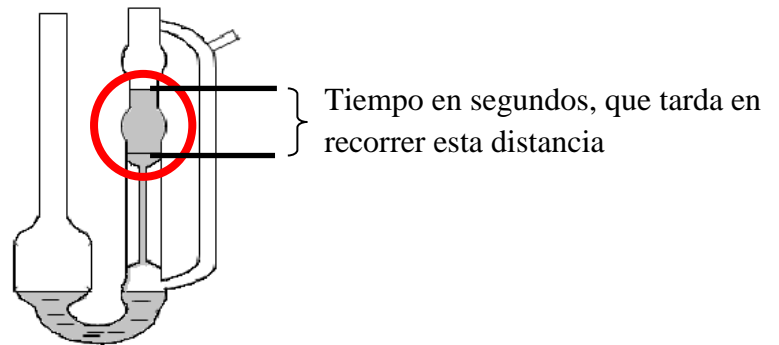 Tiempo en segundos, que tarda en
recorrer esta distancia